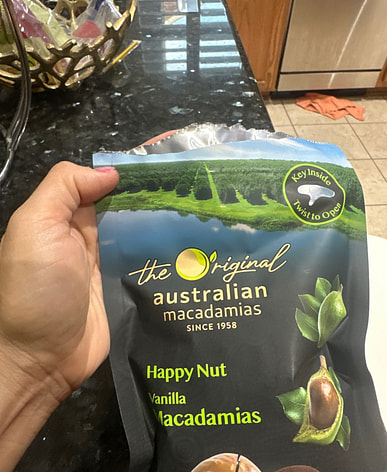 Key Inside
Twist to Open
the Original
australian
macadamias
SINCE 1958
Happy Nut
Vanilla
Macadamias